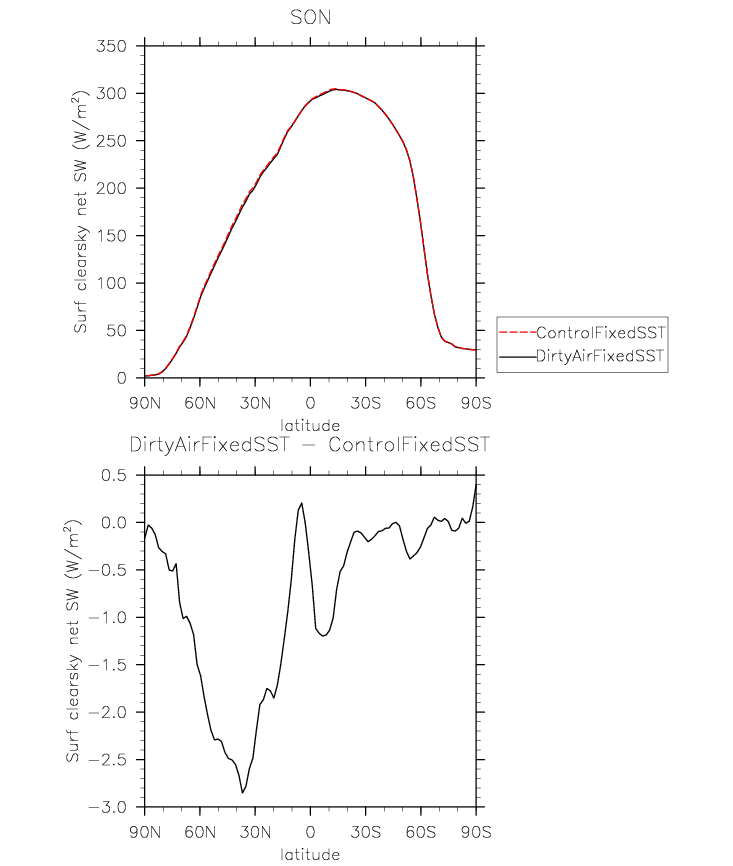 SON
350
300
250
200
150
100
50
0
Surf clearsky net SW (W/m²)
90N 60N 30N 0 30S 60S 90S
latitude
ControlFixedSST
DirtyAirFixedSST
DirtyAirFixedSST − ControlFixedSST
0.5
0.0
−0.5
−1.0
−1.5
−2.0
−2.5
−3.0
Surf clearsky net SW (W/m²)
90N 60N 30N 0 30S 60S 90S
latitude